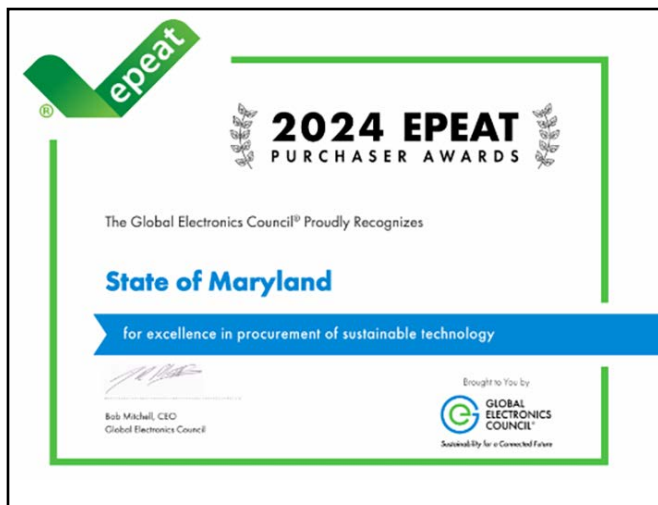 epeat
®
2024 EPEAT
PURCHASER AWARDS
The Global Electronics Council® Proudly Recognizes
State of Maryland
for excellence in procurement of sustainable technology
Bob Mitchell, CEO
Global Electronics Council
Brought to You by
GLOBAL
ELECTRONICS
COUNCIL®
Sustainability for a Connected Future